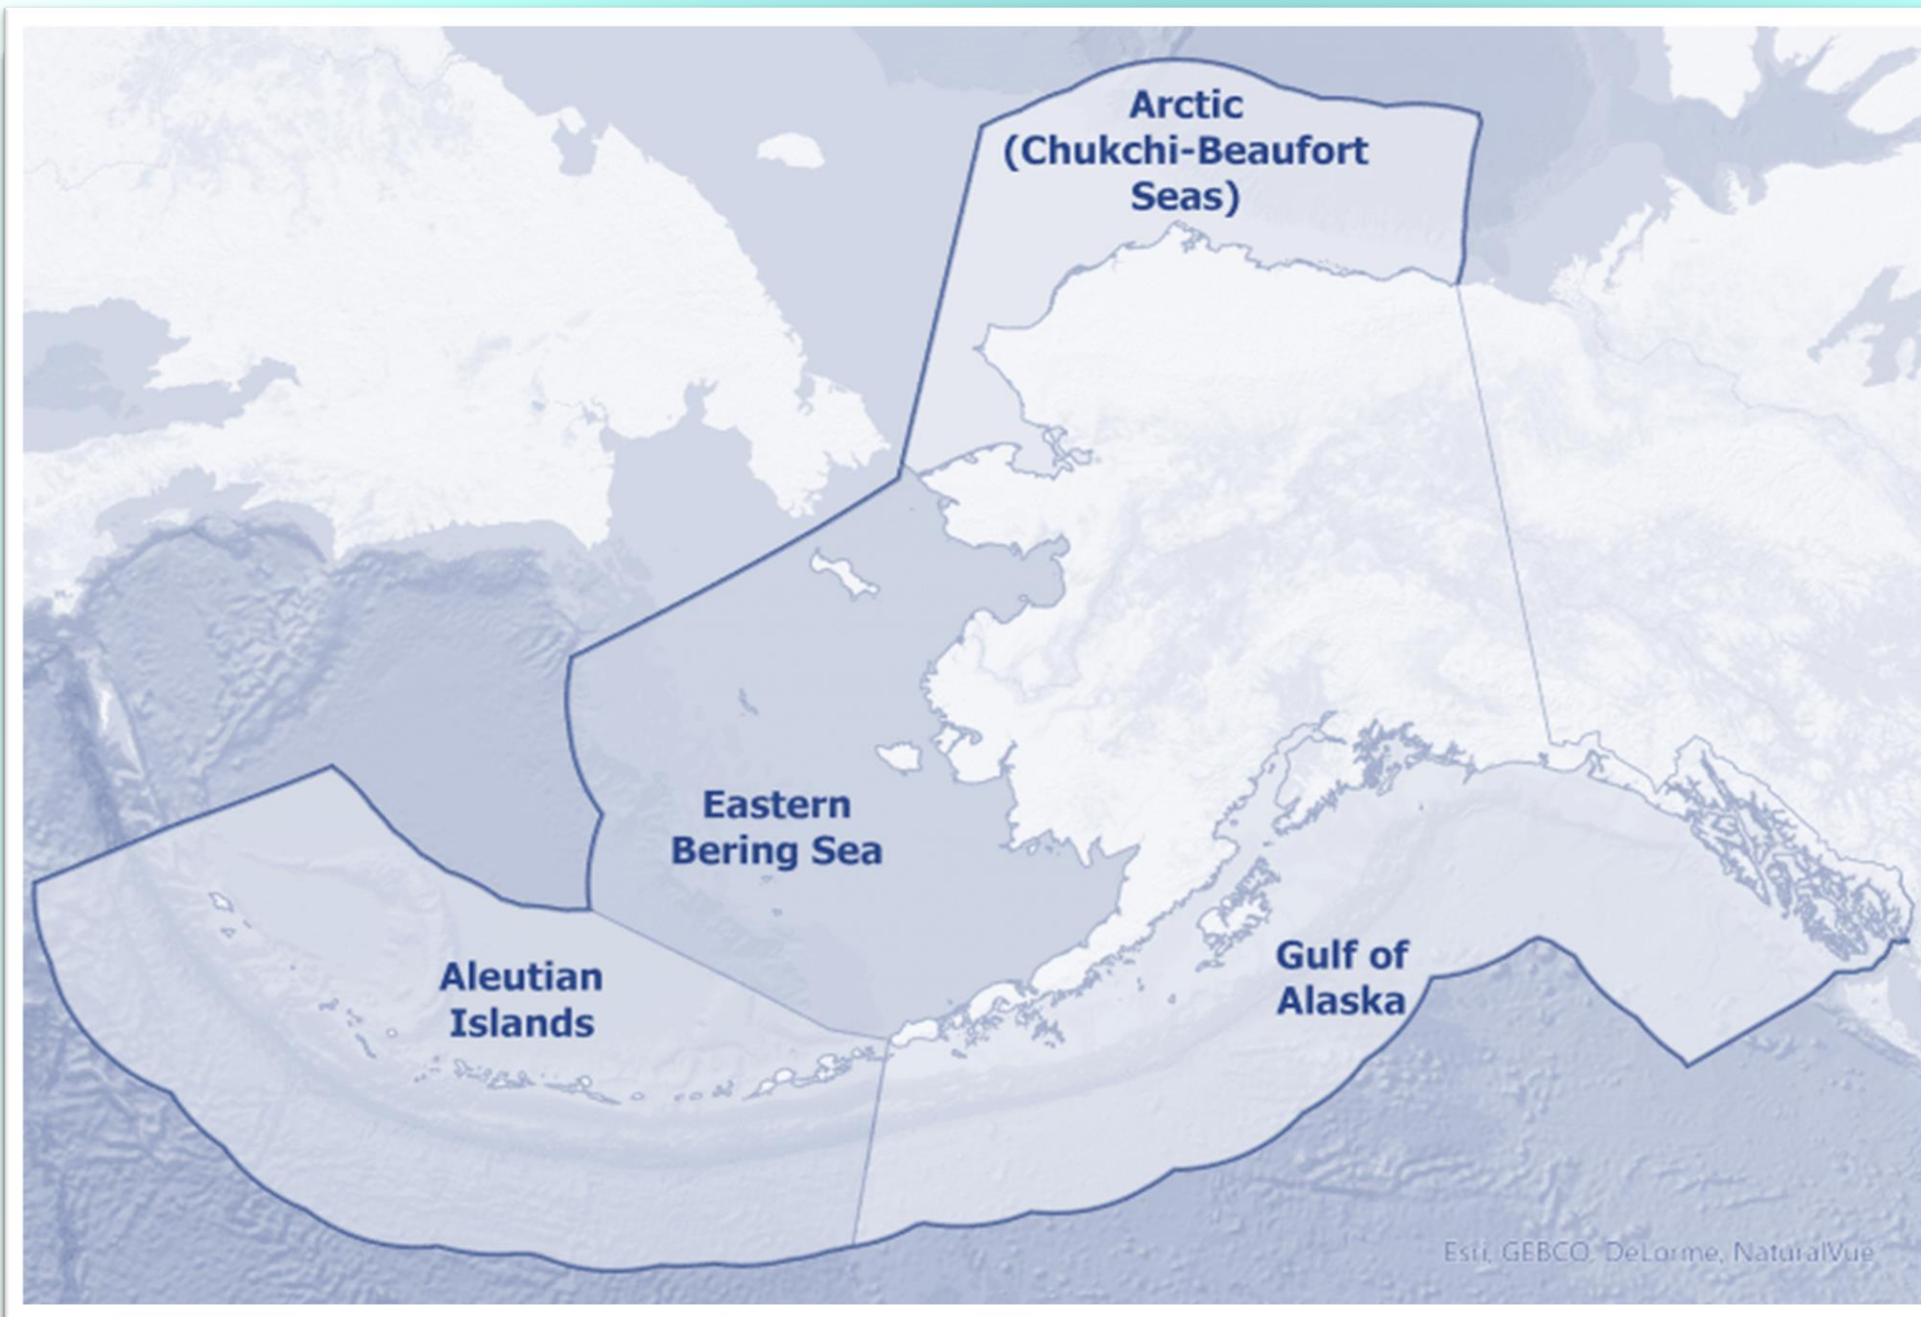 Arctic
(Chukchi-Beaufort
Seas)
Eastern
Bering Sea
Aleutian
Islands
Gulf of
Alaska
Esri, GEBCO, DeLorme, NaturalVue